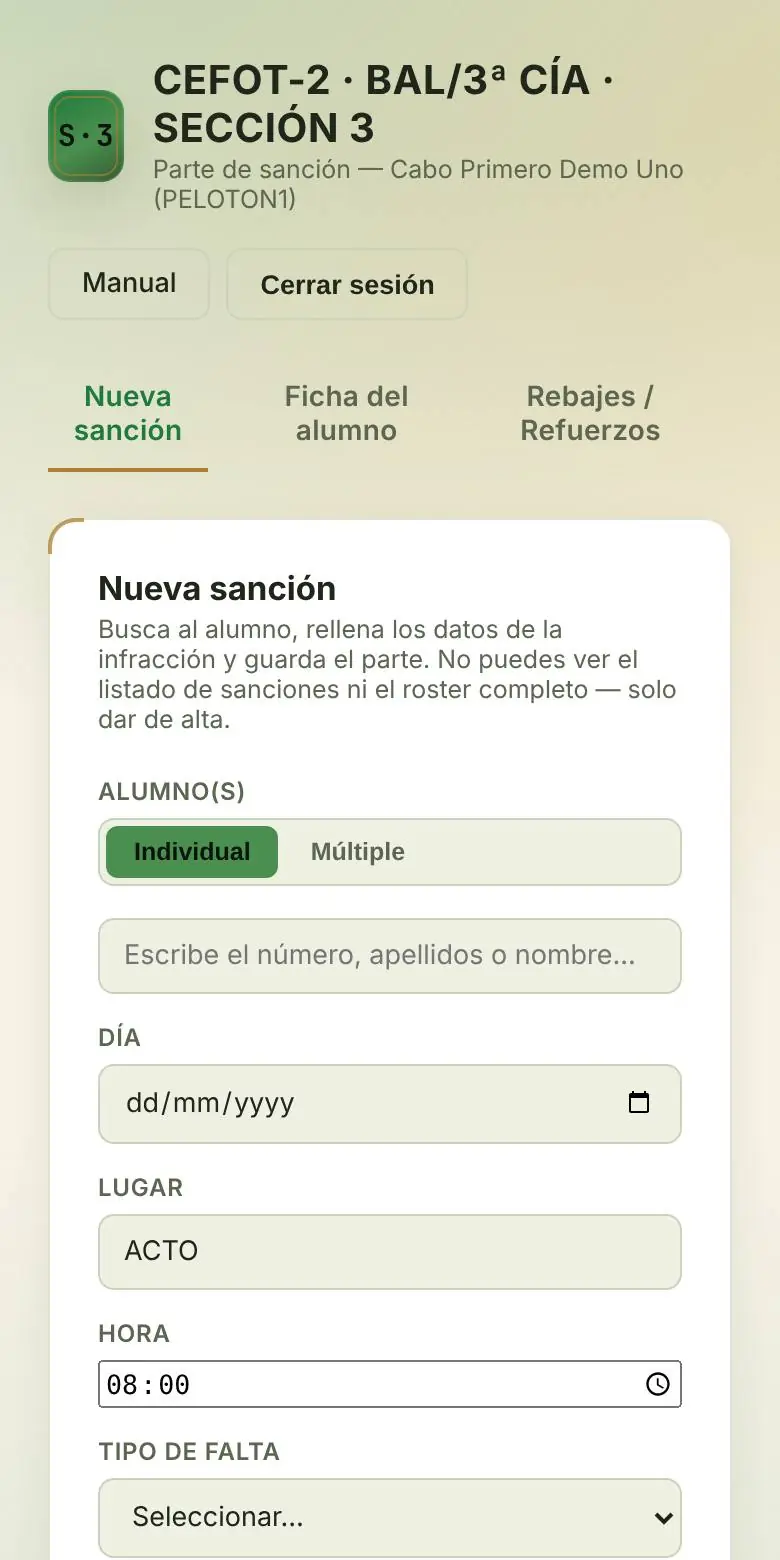 S·3
CEFOT-2 · BAL/3ª CÍA ·
SECCIÓN 3
Parte de sanción — Cabo Primero Demo Uno
(PELOTON1)
Manual
Cerrar sesión
Nueva
sanción
Ficha del
alumno
Rebajes /
Refuerzos
Nueva sanción
Busca al alumno, rellena los datos de la
infracción y guarda el parte. No puedes ver el
listado de sanciones ni el roster completo — solo
dar de alta.
ALUMNO(S)
Individual
Múltiple
Escribe el número, apellidos o nombre...
DÍA
dd/mm/yyyy
LUGAR
ACTO
HORA
08:00
TIPO DE FALTA
Seleccionar...